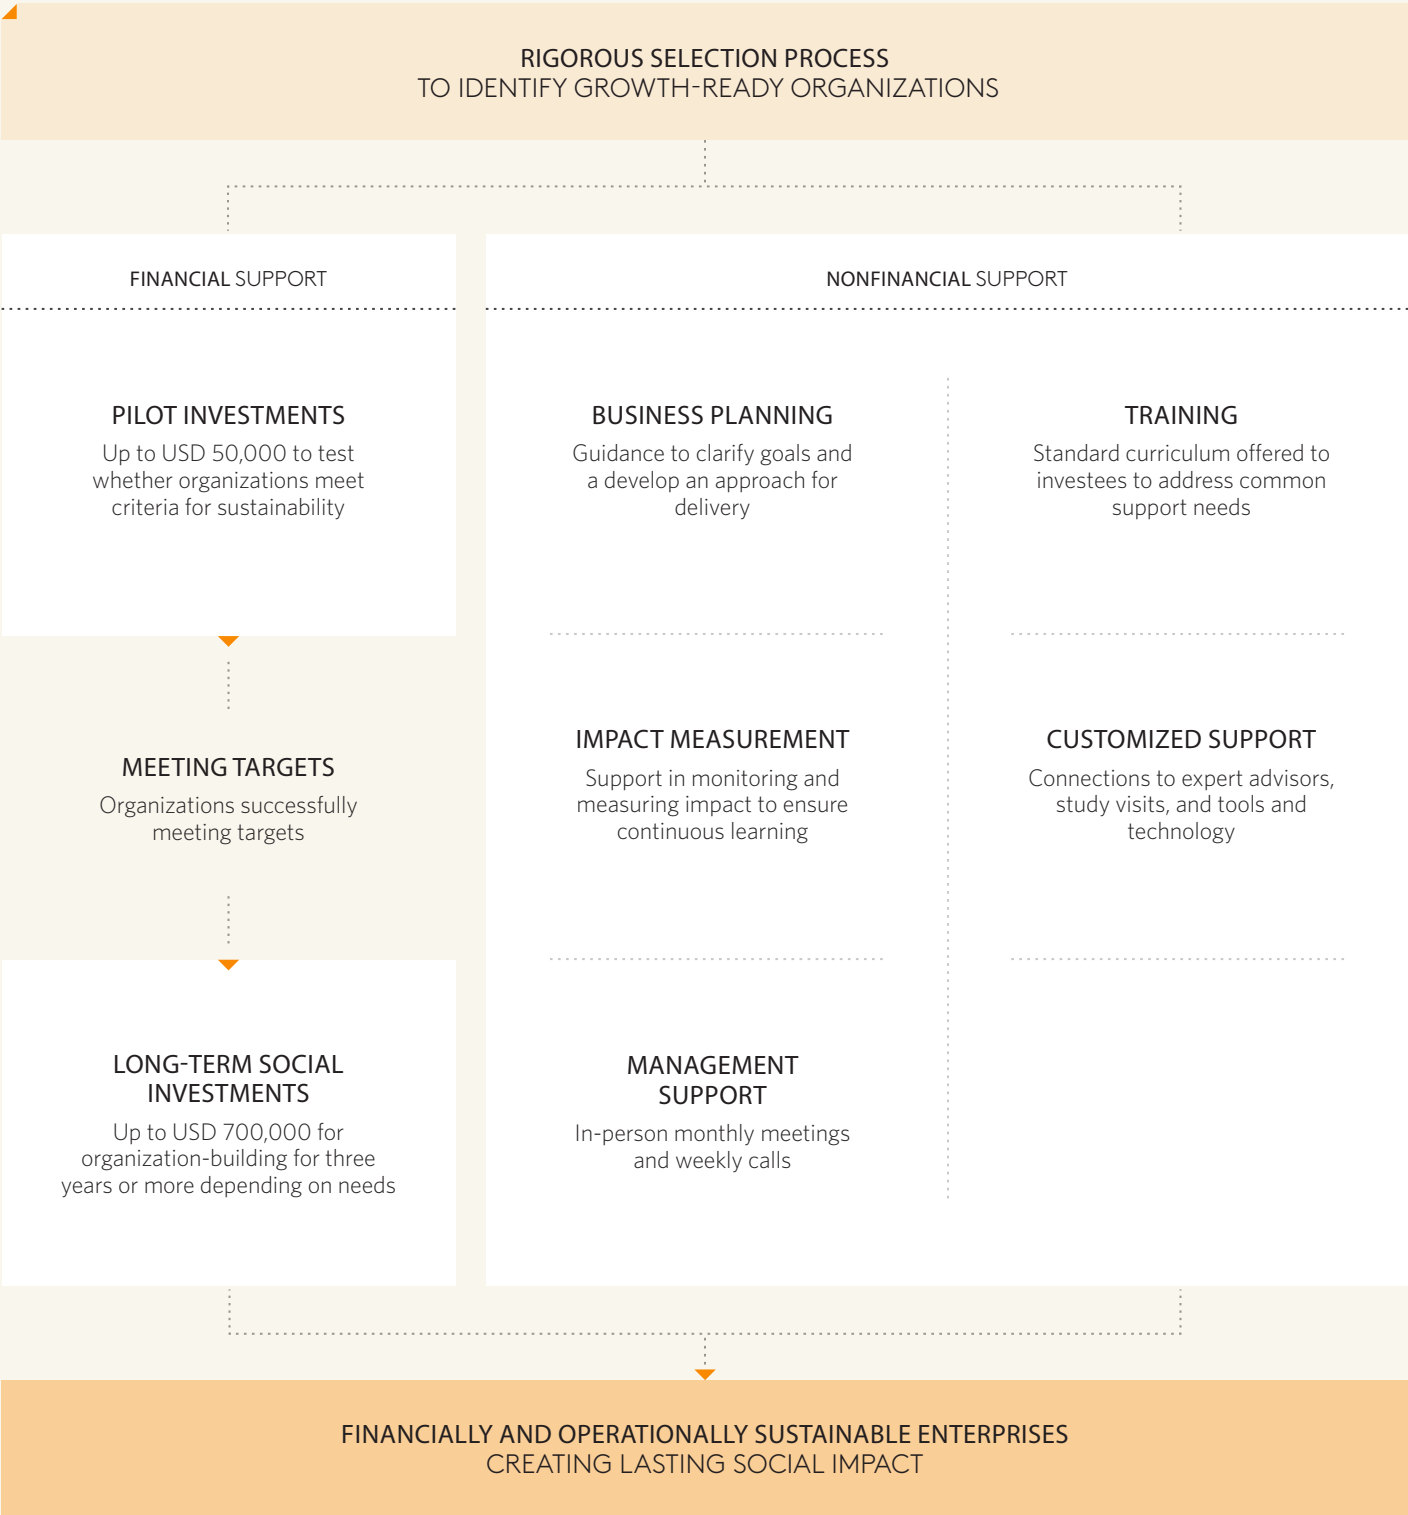 RIGOROUS SELECTION PROCESS
TO IDENTIFY GROWTH-READY ORGANIZATIONS
FINANCIAL SUPPORT
PILOT INVESTMENTS
Up to USD 50,000 to test
whether organizations meet
criteria for sustainability
MEETING TARGETS
Organizations successfully
meeting targets
LONG-TERM SOCIAL
INVESTMENTS
Up to USD 700,000 for
organization-building for three
years or more depending on needs
NONFINANCIAL SUPPORT
BUSINESS PLANNING
Guidance to clarify goals and
a develop an approach for
delivery
TRAINING
Standard curriculum offered to
investees to address common
support needs
IMPACT MEASUREMENT
Support in monitoring and
measuring impact to ensure
continuous learning
CUSTOMIZED SUPPORT
Connections to expert advisors,
study visits, and tools and
technology
MANAGEMENT
SUPPORT
In-person monthly meetings
and weekly calls
FINANCIALLY AND OPERATIONALLY SUSTAINABLE ENTERPRISES
CREATING LASTING SOCIAL IMPACT